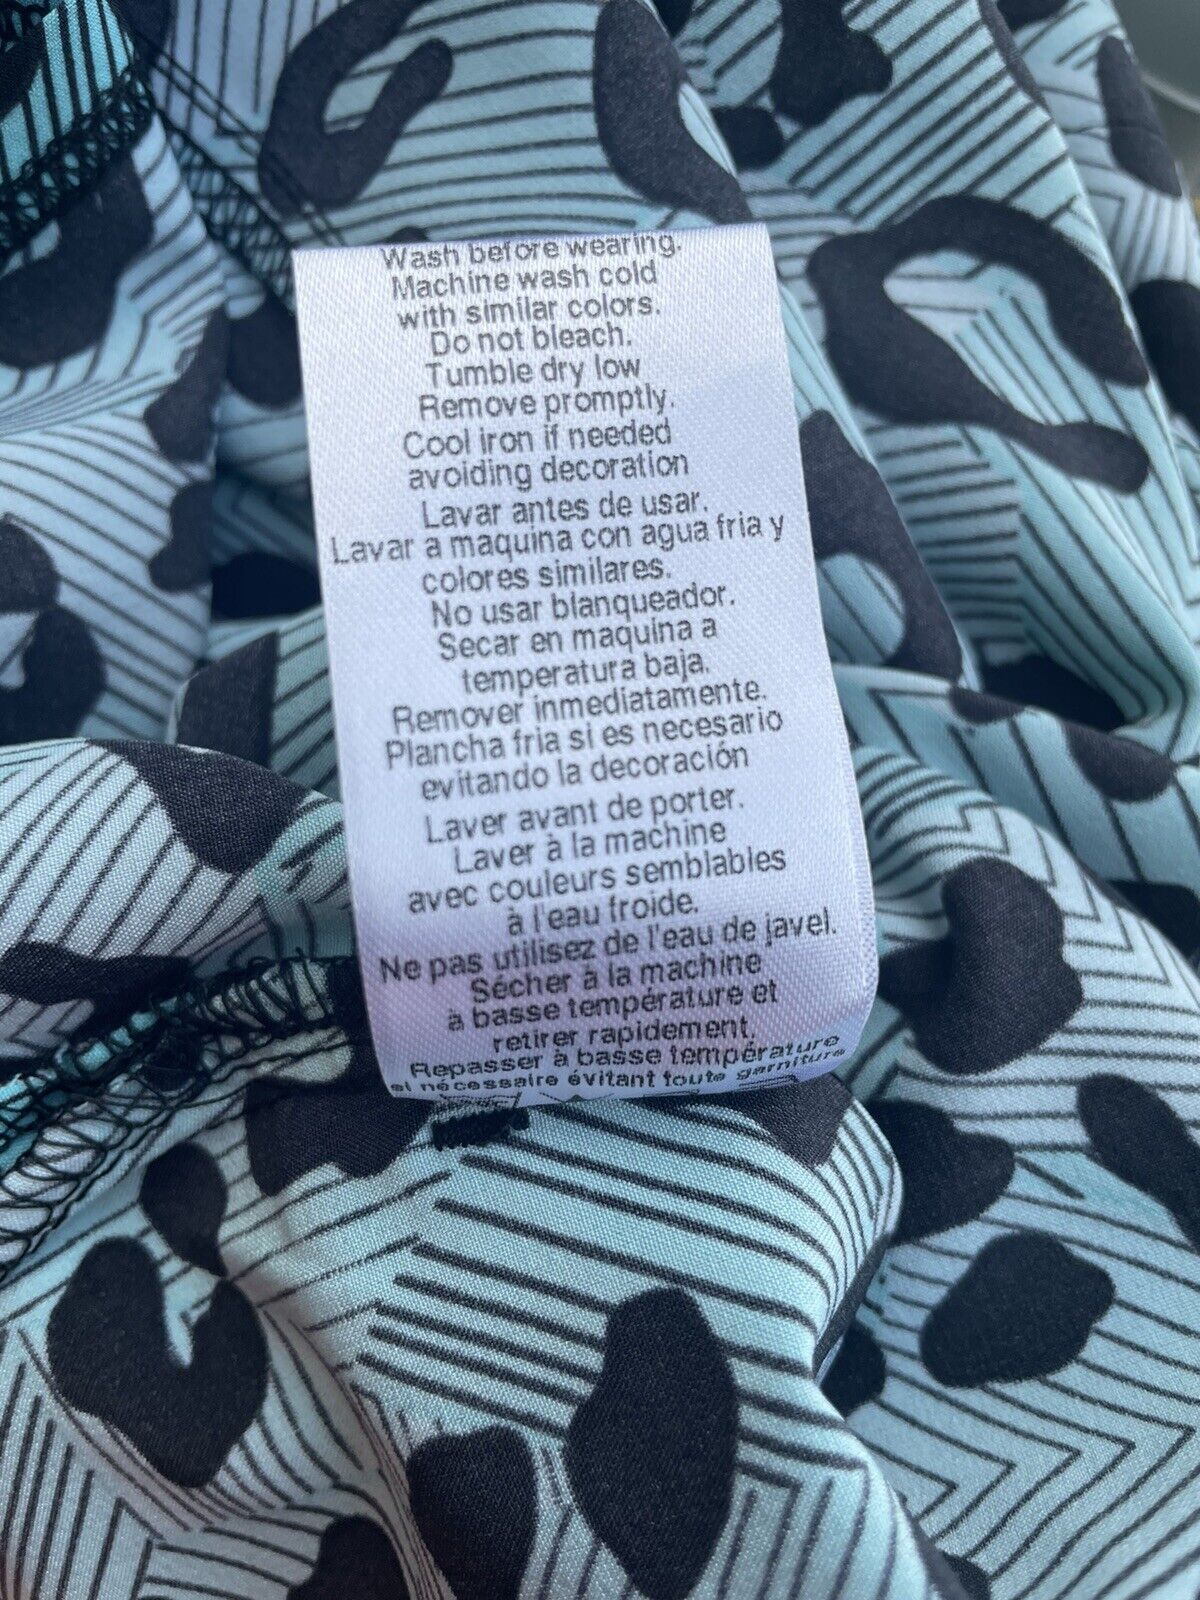 Wash before wearing.
Machine wash cold
with similar colors.
Do not bleach.
Tumble dry low
Remove promptly.
Cool iron if needed
avoiding decoration
Lavar antes de usar.
Lavar a maquina con agua fria y
colores similares.
No usar blanqueador.
Secar en maquina a
temperatura baja.
Remover inmediatamente.
Plancha fria si es necesario
evitando la decoración
Laver avant de porter.
Laver à la machine
avec couleurs semblables
à l'eau froide.
Ne pas utilisez de l'eau de javel.
Sécher à la machine
à basse température et
retirer rapidement.
Repasser à basse température
si nécessaire évitant toute garniture